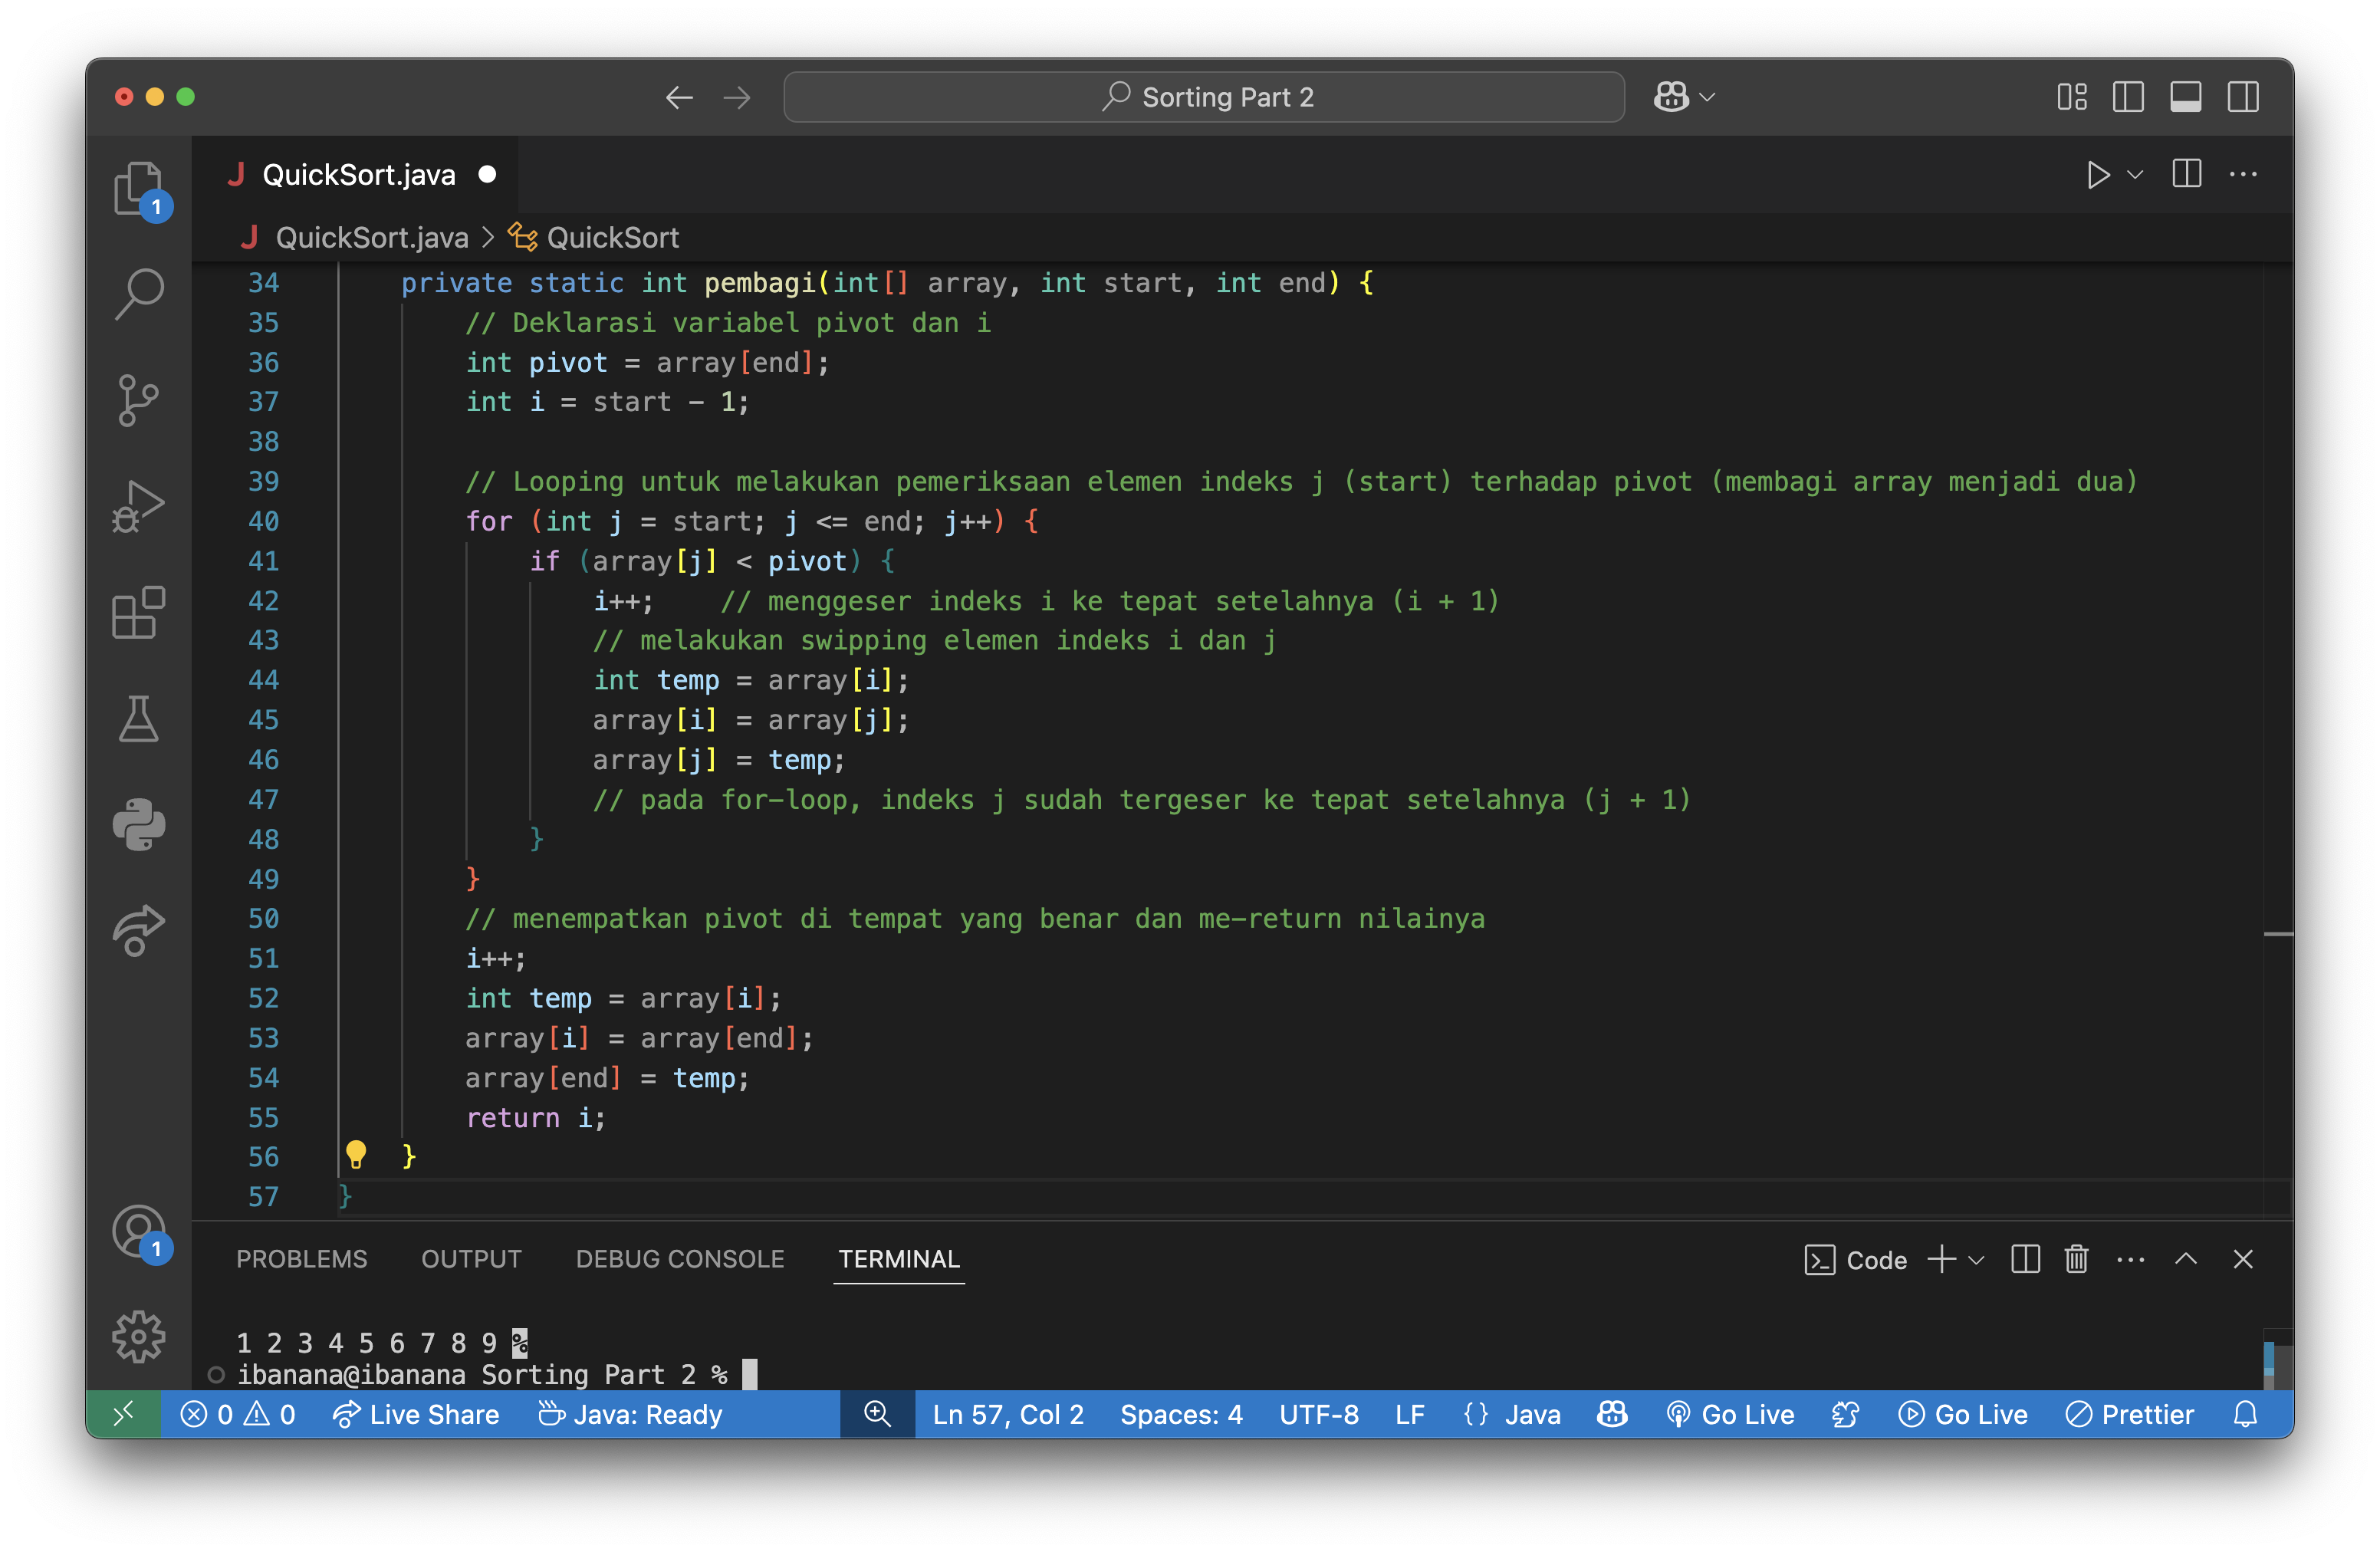 Sorting Part 2
J QuickSort.java
J QuickSort.java > QuickSort
1
34 private static int pembagi(int[] array, int start, int end) {
35 // Deklarasi variabel pivot dan i
36 int pivot = array[end];
37 int i = start - 1;
38
39 // Looping untuk melakukan pemeriksaan elemen indeks j (start) terhadap pivot (membagi array menjadi dua)
40 for (int j = start; j <= end; j++) {
41 if (array[j] < pivot) {
42 i++; // menggeser indeks i ke tepat setelahnya (i + 1)
43 // melakukan swipping elemen indeks i dan j
44 int temp = array[i];
45 array[i] = array[j];
46 array[j] = temp;
47 // pada for-loop, indeks j sudah tergeser ke tepat setelahnya (j + 1)
48 }
49 }
50 // menempatkan pivot di tempat yang benar dan me-return nilainya
51 i++;
52 int temp = array[i];
53 array[i] = array[end];
54 array[end] = temp;
55 return i;
56 }
57 }
1
PROBLEMS OUTPUT DEBUG CONSOLE TERMINAL Code
1 2 3 4 5 6 7 8 9 %
ibanana@ibanana Sorting Part 2 %
0 0 Live Share Java: Ready Ln 57, Col 2 Spaces: 4 UTF-8 LF {} Java Go Live Go Live Prettier